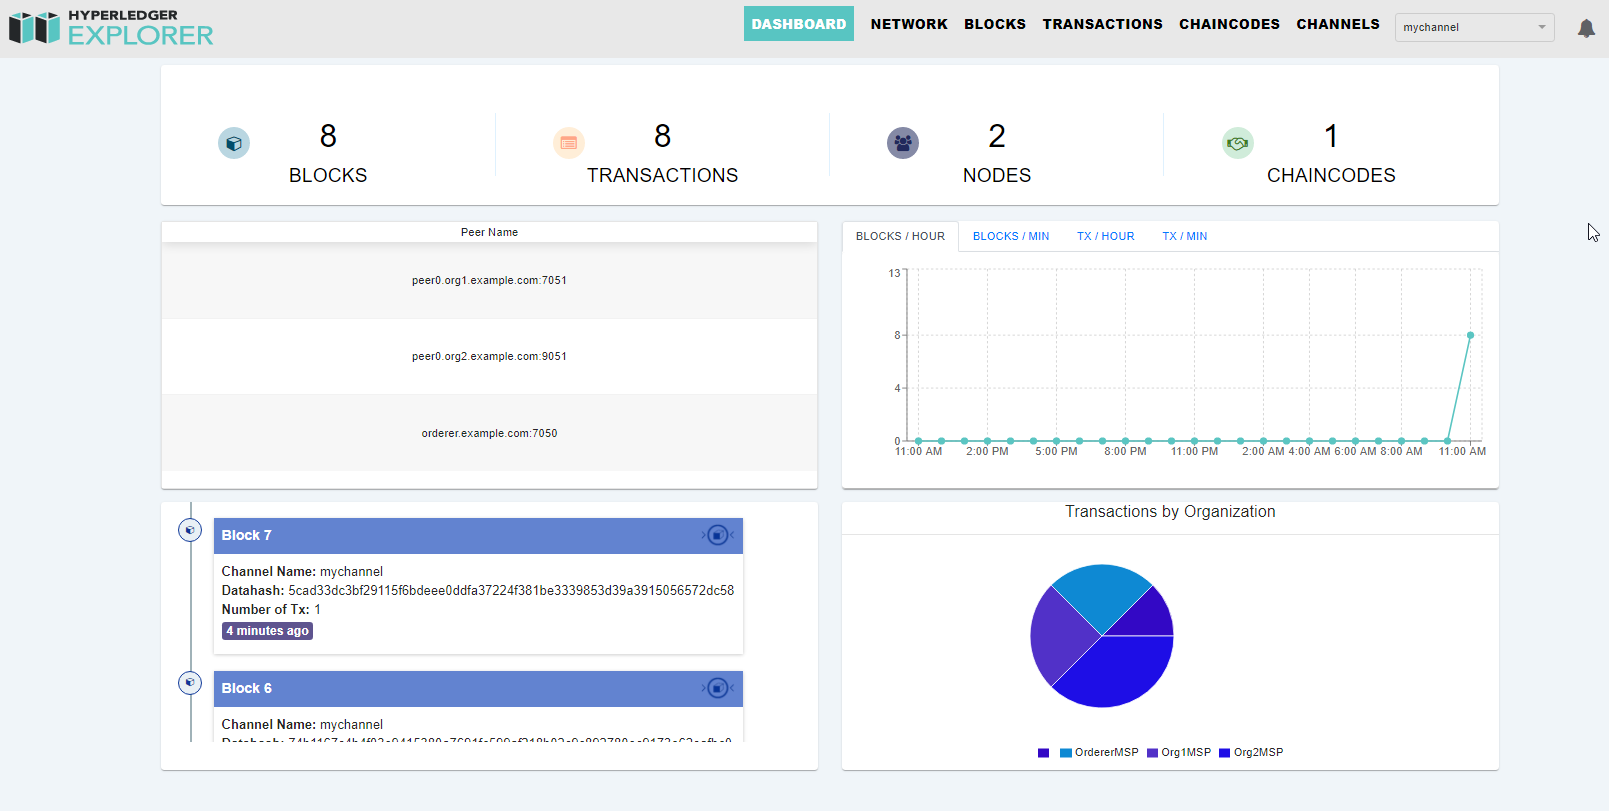 HYPERLEDGER
EXPLORER
DASHBOARD NETWORK BLOCKS TRANSACTIONS CHAINCODES CHANNELS mychannel
8
BLOCKS
8
TRANSACTIONS
2
NODES
1
CHAINCODES
Peer Name
peer0.org1.example.com:7051
peer0.org2.example.com:9051
orderer.example.com:7050
BLOCKS / HOUR BLOCKS / MIN TX / HOUR TX / MIN
13
8
4
0
11:00 AM 2:00 PM 5:00 PM 8:00 PM 11:00 PM 2:00 AM 4:00 AM 6:00 AM 8:00 AM 11:00 AM
Block 7
Channel Name: mychannel
Datahash: 5cad33dc3bf29115f6bdeee0ddfa37224f381be3339853d39a3915056572dc58
Number of Tx: 1
4 minutes ago
Block 6
Channel Name: mychannel
Datahash:
Transactions by Organization
OrdererMSP Org1MSP Org2MSP